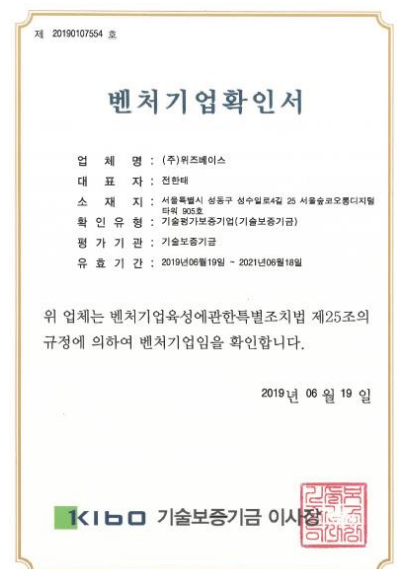 제 20190107554 호
벤처기업확인서
업 체 명 : (주)위즈베이스
대 표 자 : 전한태
소 재 지 : 서울특별시 성동구 성수일로4길 25 서울숲코오롱디지털
타워 905호
확 인 유 형 : 기술평가보증기업(기술보증기금)
평 가 기 관 : 기술보증기금
유 효 기 간 : 2019년06월19일 ~ 2021년06월18일
위 업체는 벤처기업육성에관한특별조치법 제25조의
규정에 의하여 벤처기업임을 확인합니다.
2019년 06 월 19 일
KIBO 기술보증기금 이사장